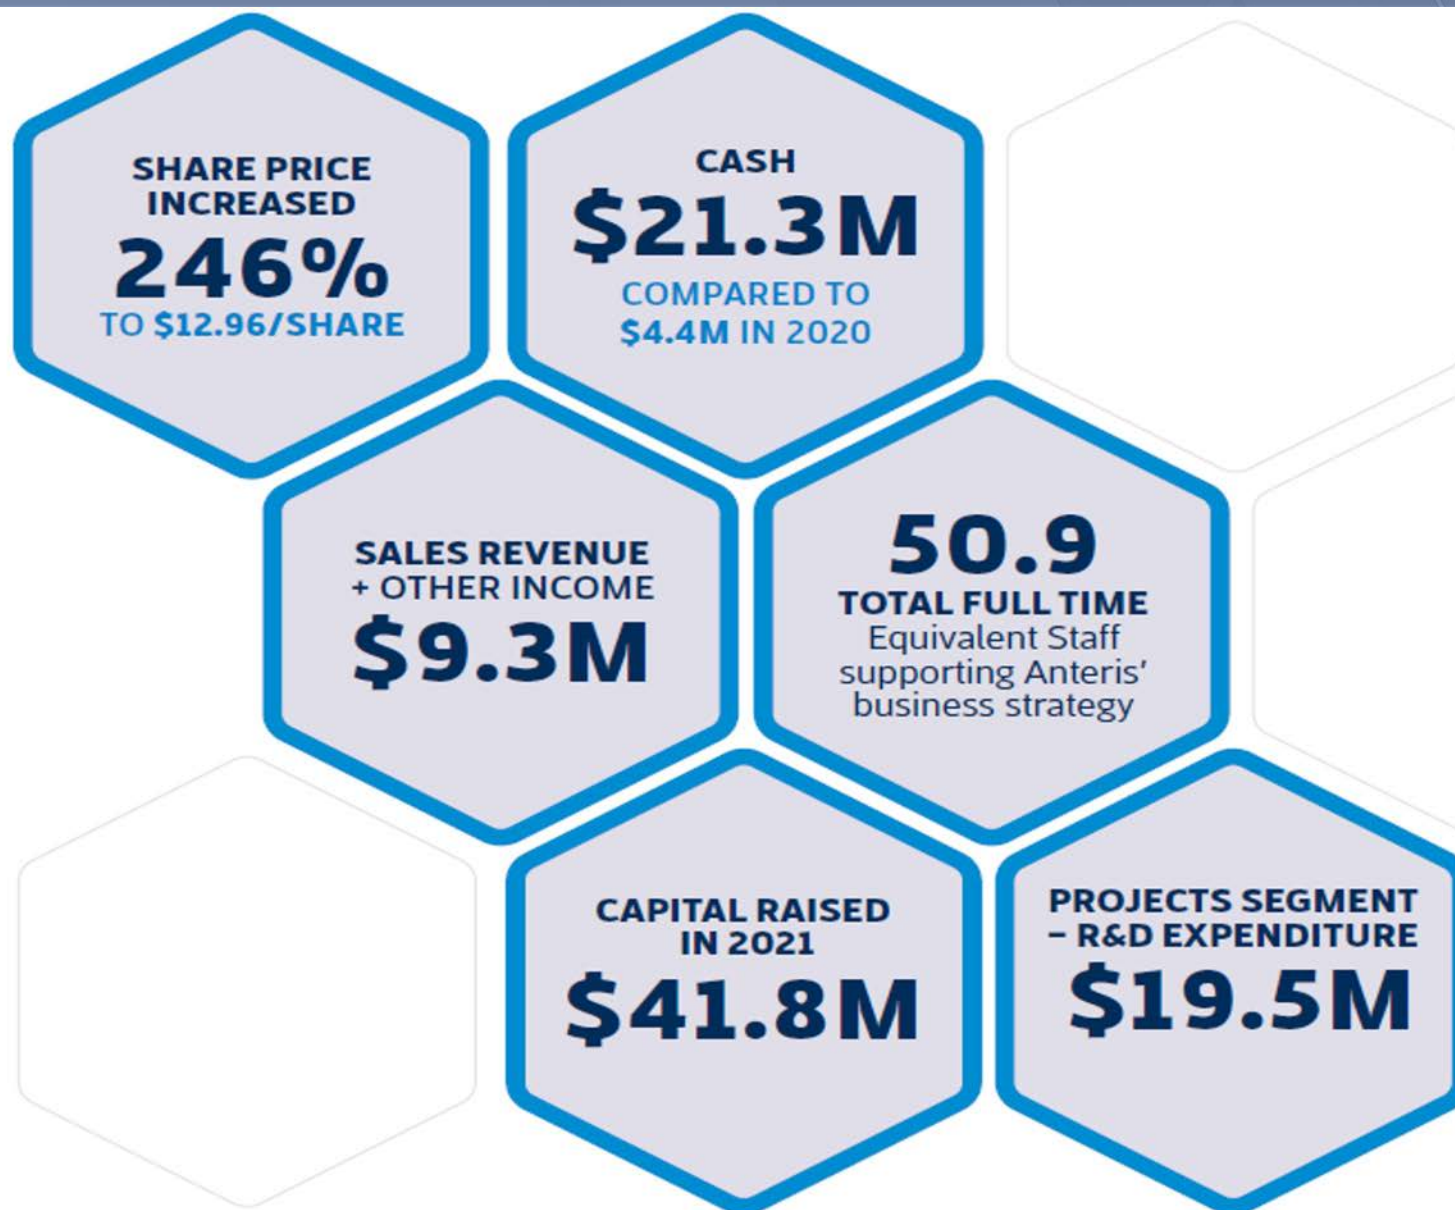 SHARE PRICE
INCREASED
246%
TO $12.96/SHARE
CASH
$21.3M
COMPARED TO
$4.4M IN 2020
SALES REVENUE
+ OTHER INCOME
$9.3M
50.9
TOTAL FULL TIME
Equivalent Staff
supporting Anteris’
business strategy
CAPITAL RAISED
IN 2021
$41.8M
PROJECTS SEGMENT
– R&D EXPENDITURE
$19.5M